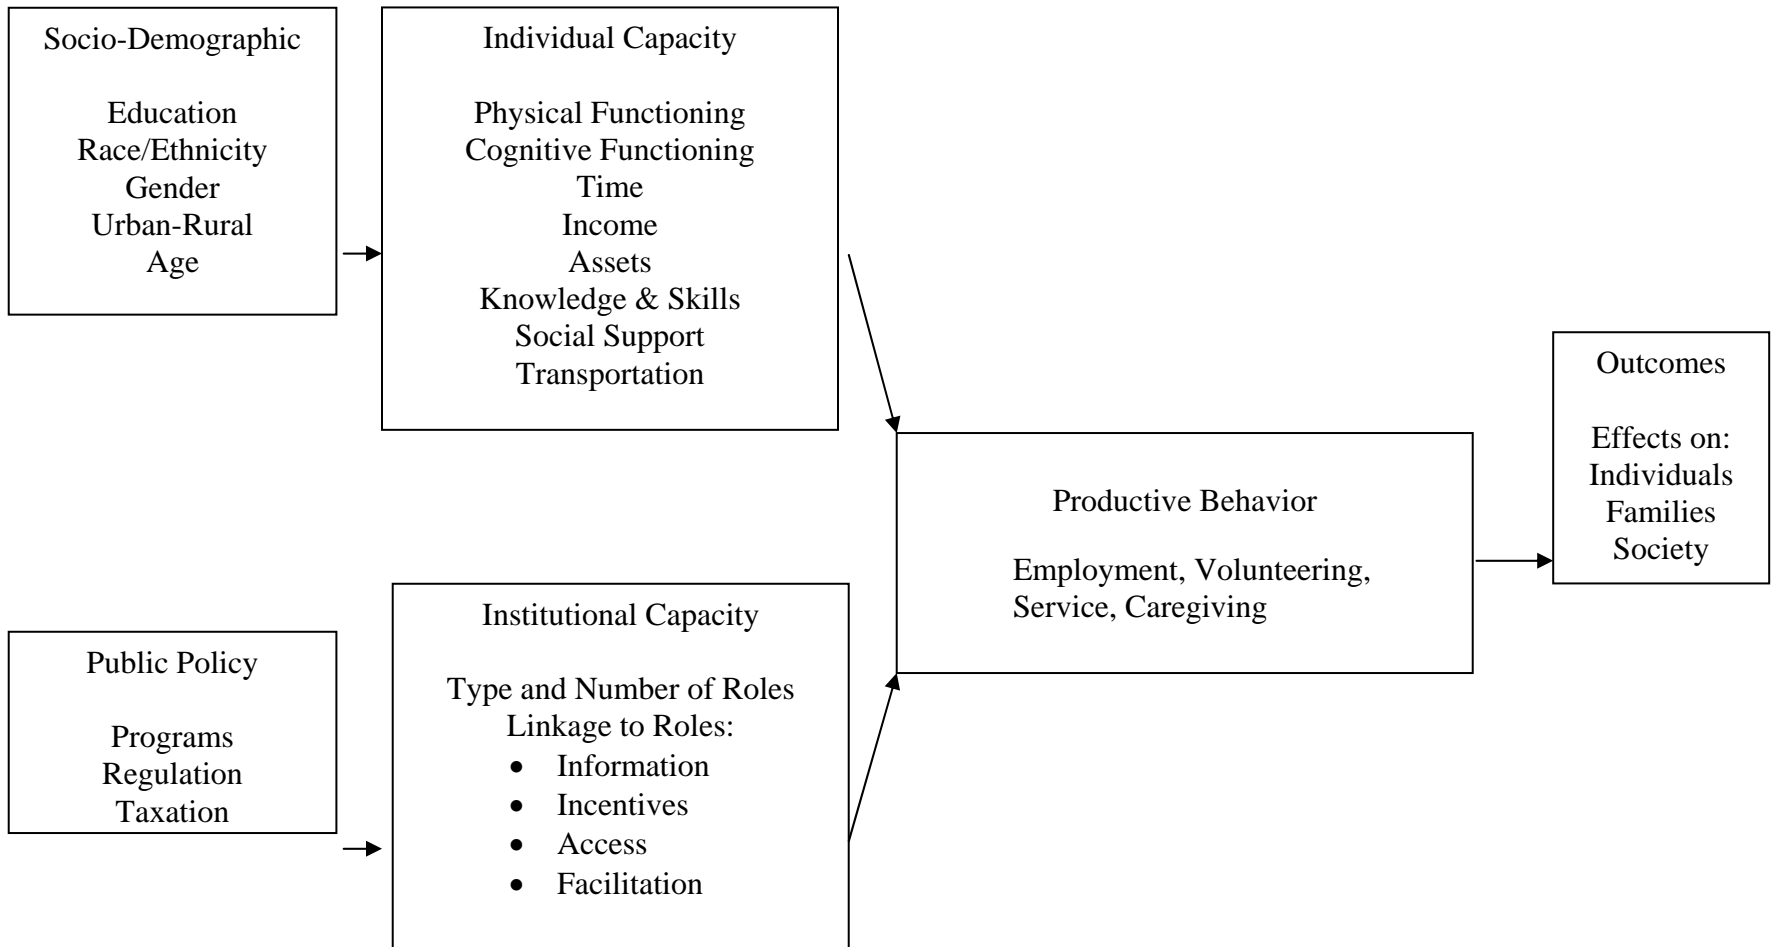 Socio-Demographic
Education
Race/Ethnicity
Gender
Urban-Rural
Age
Individual Capacity
Physical Functioning
Cognitive Functioning
Time
Income
Assets
Knowledge & Skills
Social Support
Transportation
Public Policy
Programs
Regulation
Taxation
Institutional Capacity
Type and Number of Roles
Linkage to Roles:
• Information
• Incentives
• Access
• Facilitation
Productive Behavior
Employment, Volunteering,
Service, Caregiving
Outcomes
Effects on:
Individuals
Families
Society